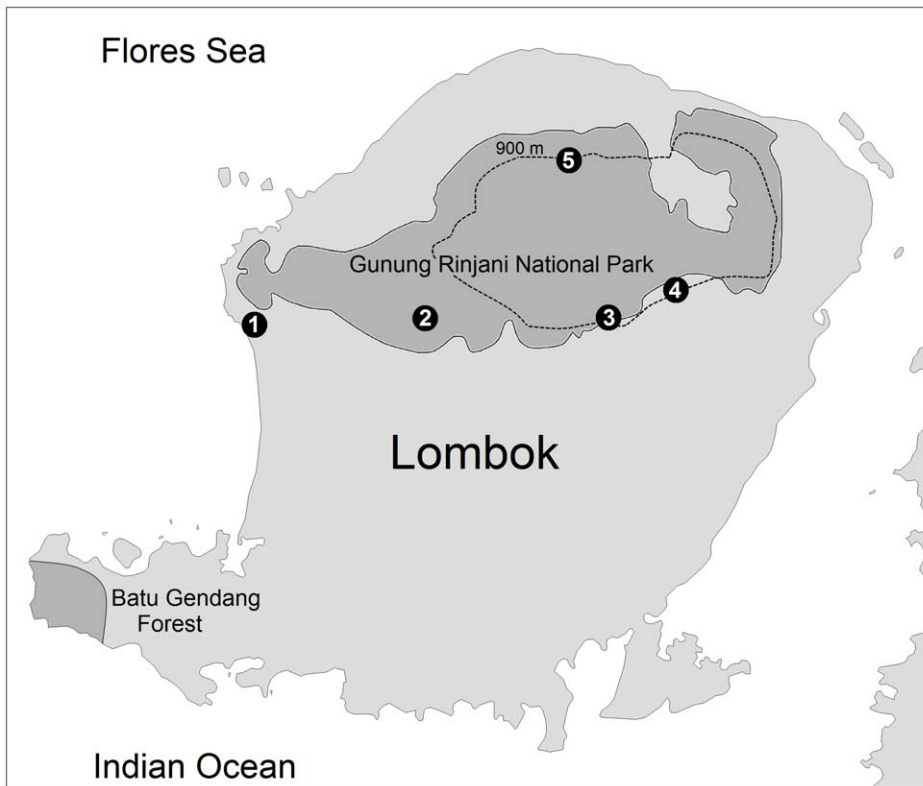 Flores Sea
900 m
5
Gunung Rinjani National Park
4
3
2
1
Lombok
Batu Gendang
Forest
Indian Ocean